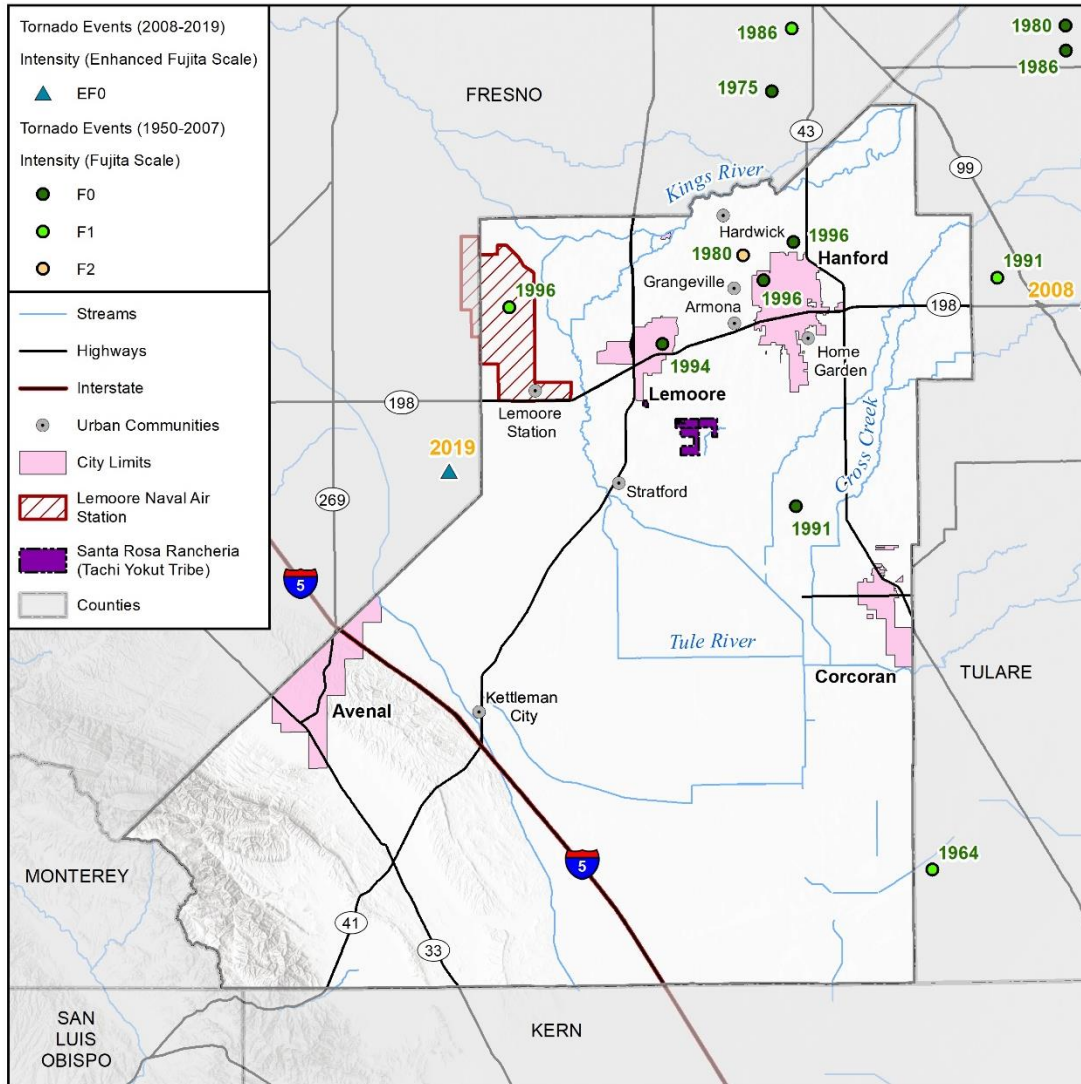 Tornado Events (2008-2019)
Intensity (Enhanced Fujita Scale)
EF0
Tornado Events (1950-2007)
Intensity (Fujita Scale)
F0
F1
F2
Streams
Highways
Interstate
Urban Communities
City Limits
Lemoore Naval Air
Station
Santa Rosa Rancheria
(Tachi Yokut Tribe)
Counties
1986
1980
1986
FRESNO
1975
43
99
Kings River
Hardwick
1996
1980
Hanford
1991
Grangeville
1996
1996
2008
Armona
198
1994
Home
Garden
Lemoore
198
Lemoore
Station
2019
Cross Creek
269
Stratford
1991
5
Tule River
TULARE
Corcoran
Kettleman
City
Avenal
5
1964
MONTEREY
41
33
SAN
LUIS
OBISPO
KERN